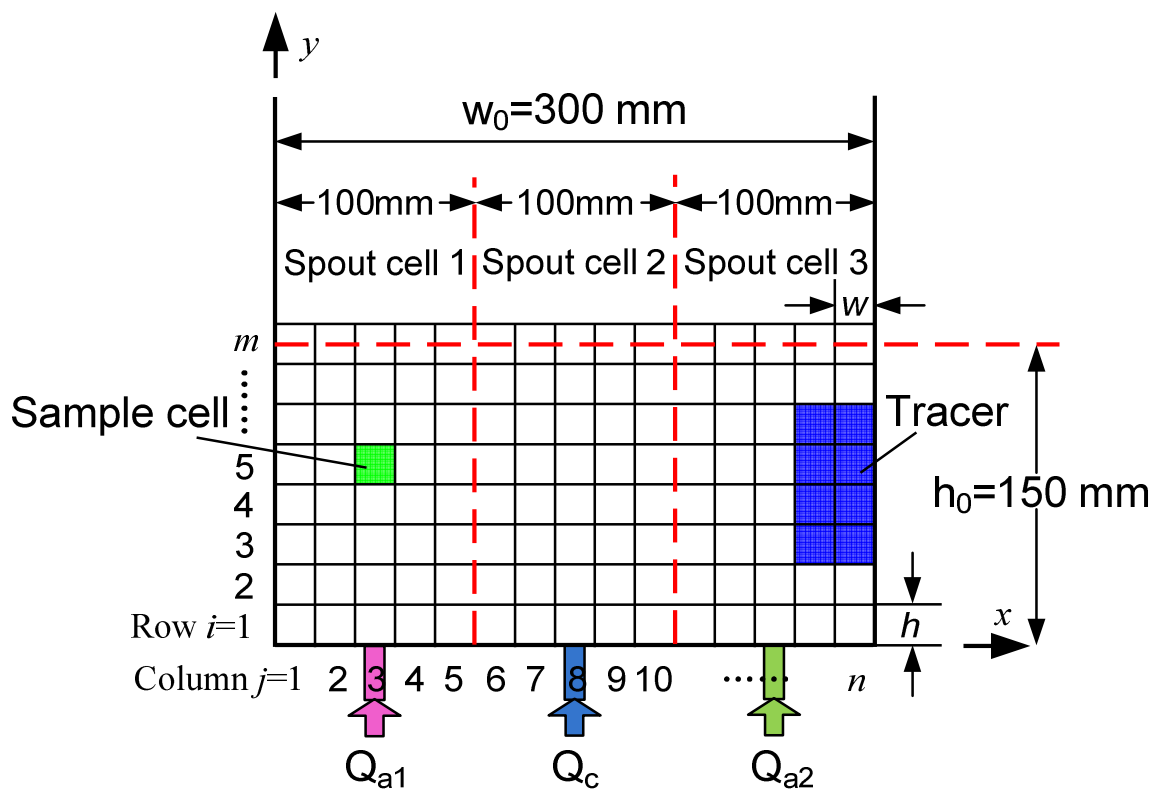 y
w₀=300 mm
100mm 100mm 100mm
Spout cell 1 Spout cell 2 Spout cell 3
w
m
Sample cell
Tracer
5
h₀=150 mm
4
3
2
Row i=1
h
x
Column j=1 2 3 4 5 6 7 8 9 10 ...... n
Qa1 Qc Qa2